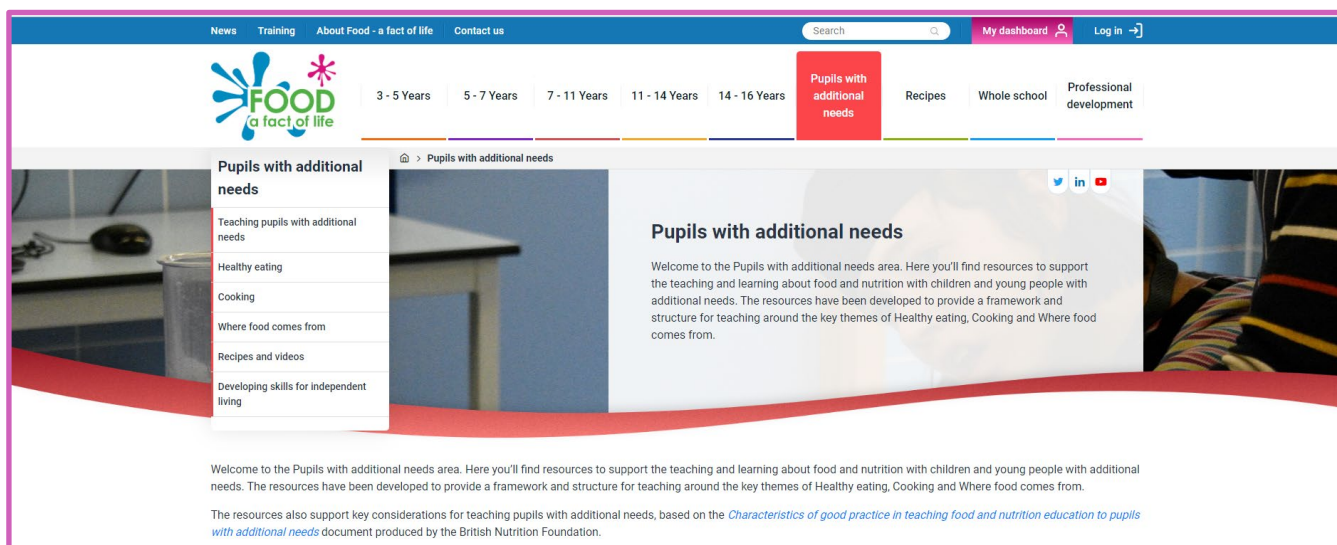 News Training About Food - a fact of life Contact us Search My dashboard Log in
FOOD
a fact of life
3 - 5 Years 5 - 7 Years 7 - 11 Years 11 - 14 Years 14 - 16 Years Pupils with additional needs Recipes Whole school Professional development
Pupils with additional needs
Pupils with additional
needs
Teaching pupils with additional
needs
Healthy eating
Cooking
Where food comes from
Recipes and videos
Developing skills for independent
living
Pupils with additional needs
Welcome to the Pupils with additional needs area. Here you'll find resources to support
the teaching and learning about food and nutrition with children and young people with
additional needs. The resources have been developed to provide a framework and
structure for teaching around the key themes of Healthy eating, Cooking and Where food
comes from.
Welcome to the Pupils with additional needs area. Here you'll find resources to support the teaching and learning about food and nutrition with children and young people with additional
needs. The resources have been developed to provide a framework and structure for teaching around the key themes of Healthy eating, Cooking and Where food comes from.
The resources also support key considerations for teaching pupils with additional needs, based on the Characteristics of good practice in teaching food and nutrition education to pupils
with additional needs document produced by the British Nutrition Foundation.